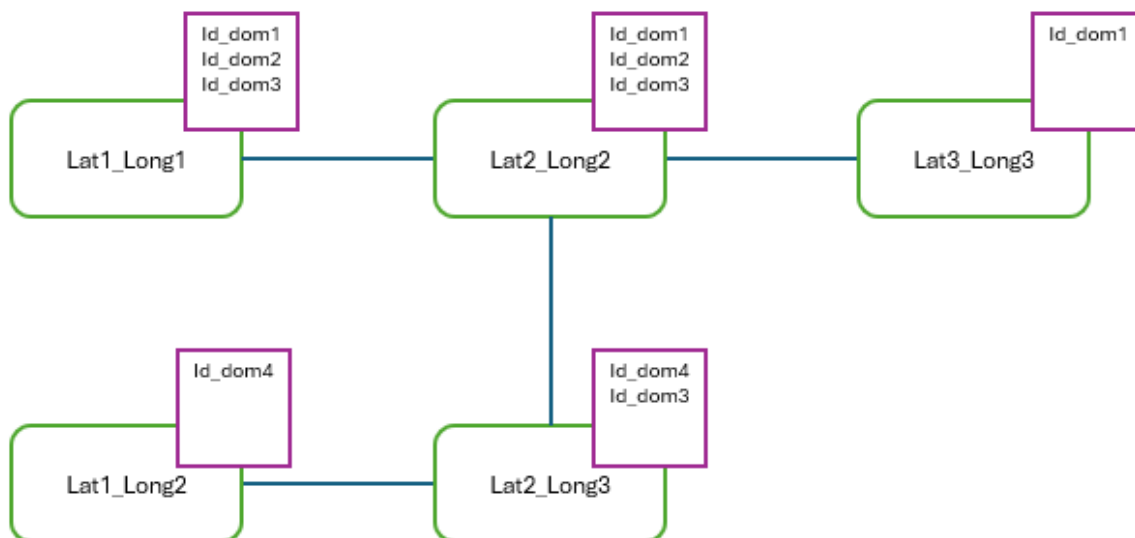 Id_dom1
Id_dom2
Id_dom3
Lat1_Long1
Id_dom1
Id_dom2
Id_dom3
Lat2_Long2
Id_dom1
Lat3_Long3
Id_dom4
Lat1_Long2
Id_dom4
Id_dom3
Lat2_Long3